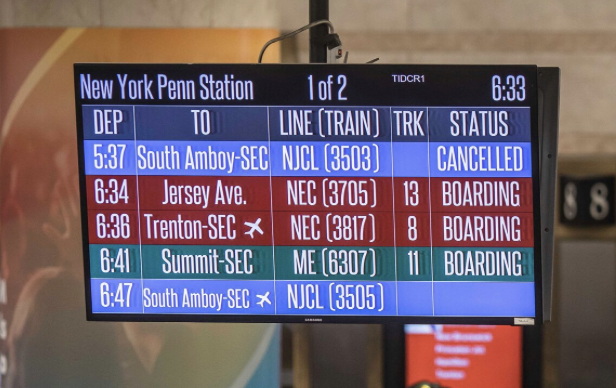 New York Penn Station 1 of 2 TIDCR1 6:33
DEP TO LINE (TRAIN) TRK STATUS
5:37 South Amboy-SEC NJCL (3503) CANCELLED
6:34 Jersey Ave. NEC (3705) 13 BOARDING
6:36 Trenton-SEC ✈ NEC (3817) 8 BOARDING
6:41 Summit-SEC ME (6307) 11 BOARDING
6:47 South Amboy-SEC ✈ NJCL (3505)
SAMSUNG